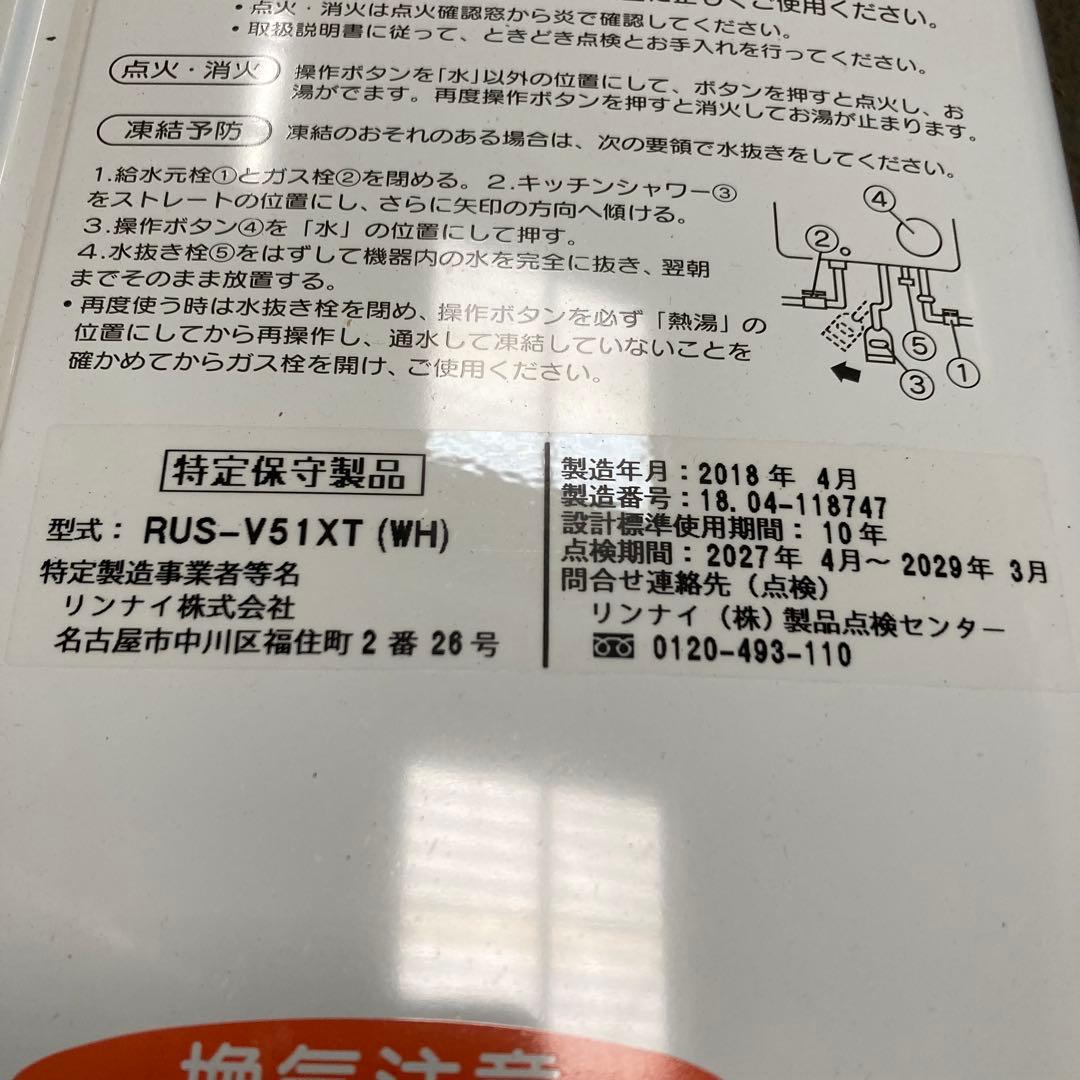 正しくご使用ください。
・点火・消火は点火確認窓から炎で確認してください。
・取扱説明書に従って、ときどき点検とお手入れを行ってください。
点火・消火 操作ボタンを「水」以外の位置にして、ボタンを押すと点火し、お
湯がでます。再度操作ボタンを押すと消火してお湯が止まります。
凍結予防 凍結のおそれのある場合は、次の要領で水抜きをしてください。
1.給水元栓①とガス栓②を閉める。2.キッチンシャワー③
をストレートの位置にし、さらに矢印の方向へ傾ける。
3.操作ボタン④を「水」の位置にして押す。
4.水抜き栓⑤をはずして機器内の水を完全に抜き、翌朝
までそのまま放置する。
・再度使う時は水抜き栓を閉め、操作ボタンを必ず「熱湯」の
位置にしてから再操作し、通水して凍結していないことを
確かめてからガス栓を開け、ご使用ください。
④
②
⑤
③
①
特定保守製品
型式：RUS-V51XT(WH)
特定製造事業者等名
リンナイ株式会社
名古屋市中川区福住町2番26号
製造年月：2018年 4月
製造番号：18.04-118747
設計標準使用期間：10年
点検期間：2027年 4月～2029年 3月
問合せ連絡先（点検）
リンナイ（株）製品点検センター
0120-493-110
換気注意